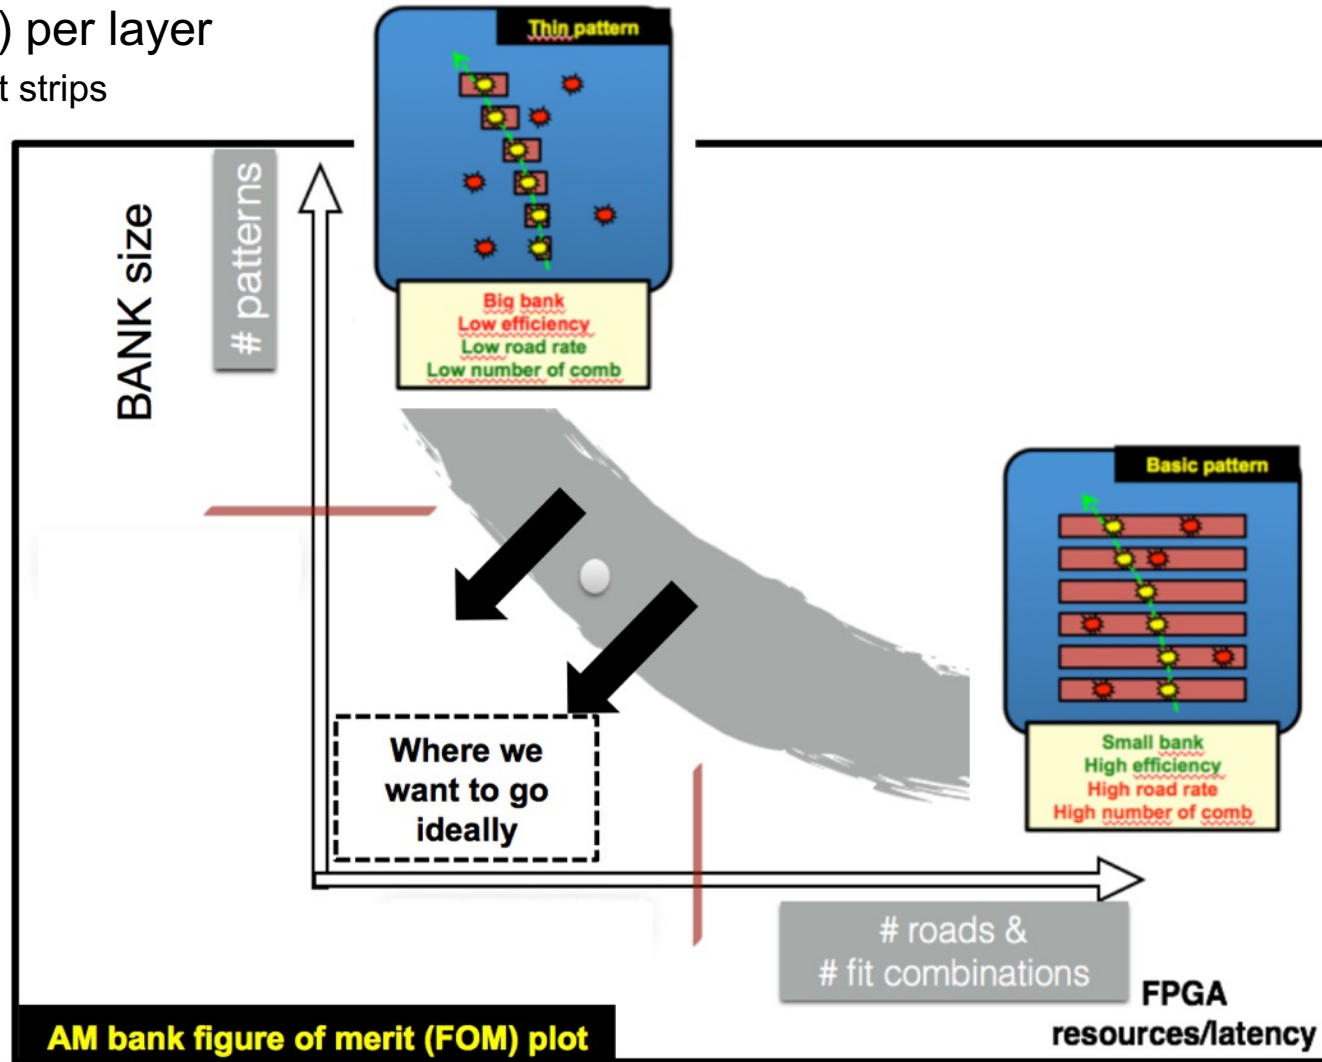 ) per layer
t strips
Thin pattern
BANK size
# patterns
Big bank
Low efficiency
Low road rate
Low number of comb
Basic pattern
Small bank
High efficiency
High road rate
High number of comb
Where we
want to go
ideally
# roads &
# fit combinations
FPGA
resources/latency
AM bank figure of merit (FOM) plot